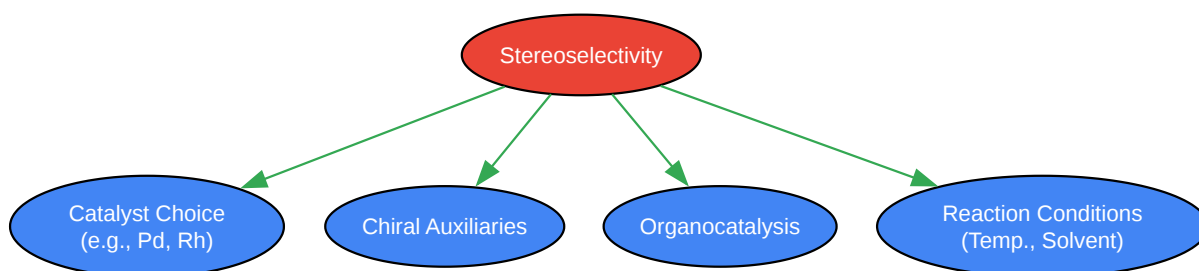 Stereoselectivity
Catalyst Choice
(e.g., Pd, Rh)
Chiral Auxiliaries
Organocatalysis
Reaction Conditions
(Temp., Solvent)